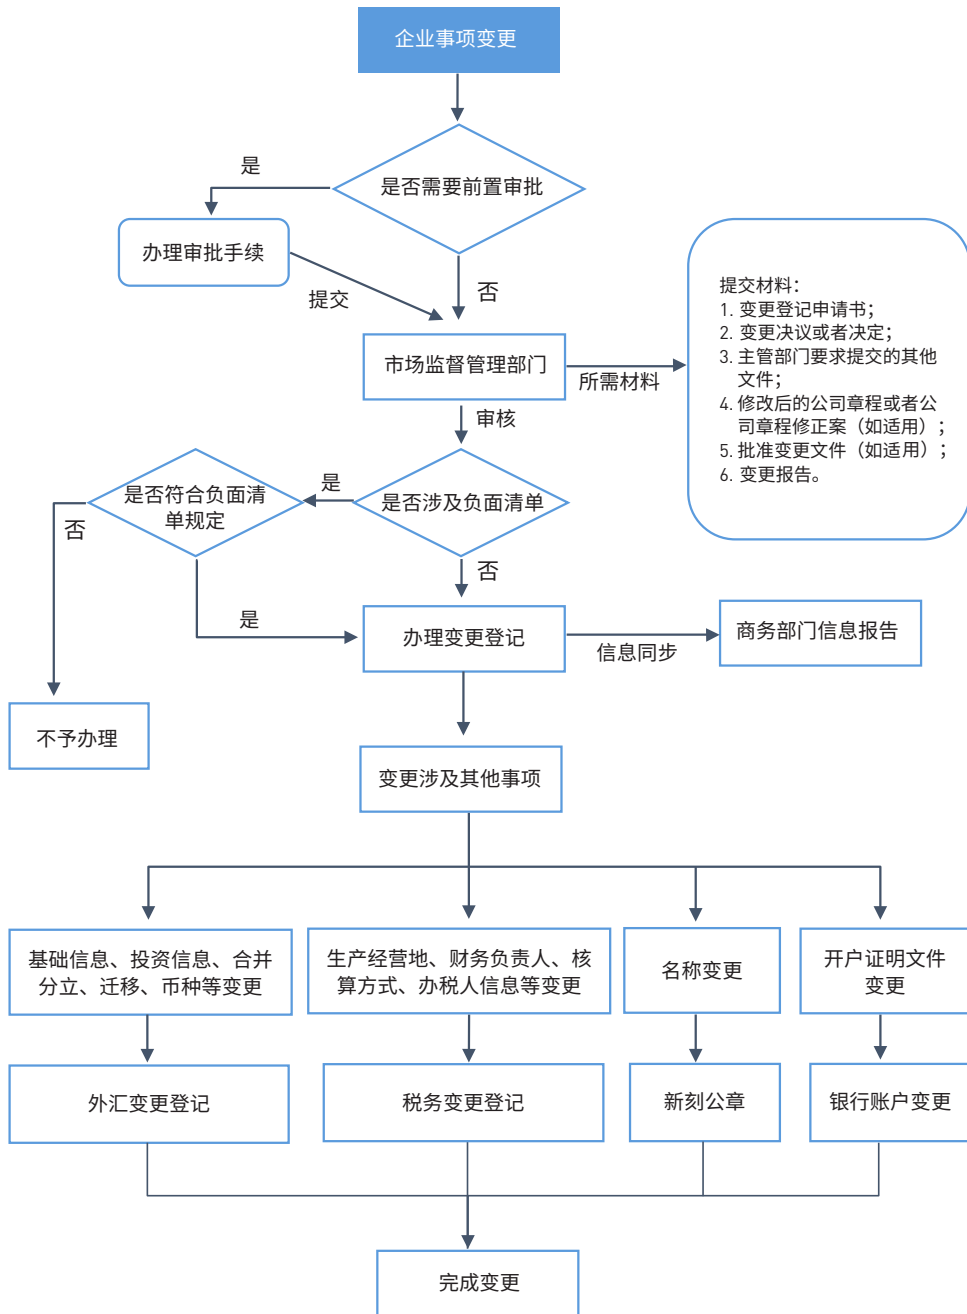 企业事项变更
是
是否需要前置审批
办理审批手续
提交
否
提交材料：
1. 变更登记申请书；
2. 变更决议或者决定；
3. 主管部门要求提交的其他
文件；
4. 修改后的公司章程或者公
司章程修正案（如适用）；
5. 批准变更文件（如适用）；
6. 变更报告。
市场监督管理部门
所需材料
审核
是否符合负面清
单规定
是
是否涉及负面清单
否
否
是
办理变更登记
信息同步
商务部门信息报告
不予办理
变更涉及其他事项
基础信息、投资信息、合并
分立、迁移、币种等变更
生产经营地、财务负责人、核
算方式、办税人信息等变更
名称变更
开户证明文件
变更
外汇变更登记
税务变更登记
新刻公章
银行账户变更
完成变更